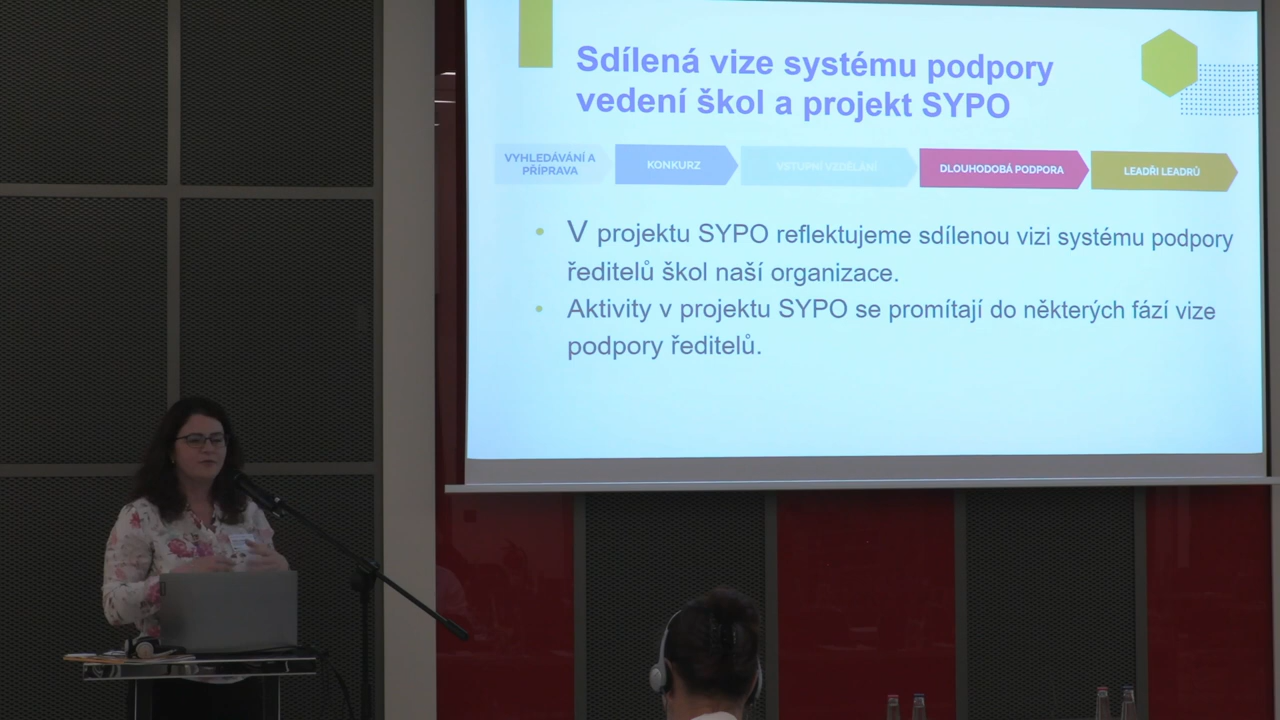 Sdílená vize systému podpory
vedení škol a projekt SYPO
VYHLEDÁVÁNÍ A
PŘÍPRAVA
KONKURZ
VSTUPNÍ VZDĚLÁNÍ
DLOUHODOBÁ PODPORA
LEADŘI LEADRŮ
• V projektu SYPO reflektujeme sdílenou vizi systému podpory
ředitelů škol naší organizace.
• Aktivity v projektu SYPO se promítají do některých fází vize
podpory ředitelů.